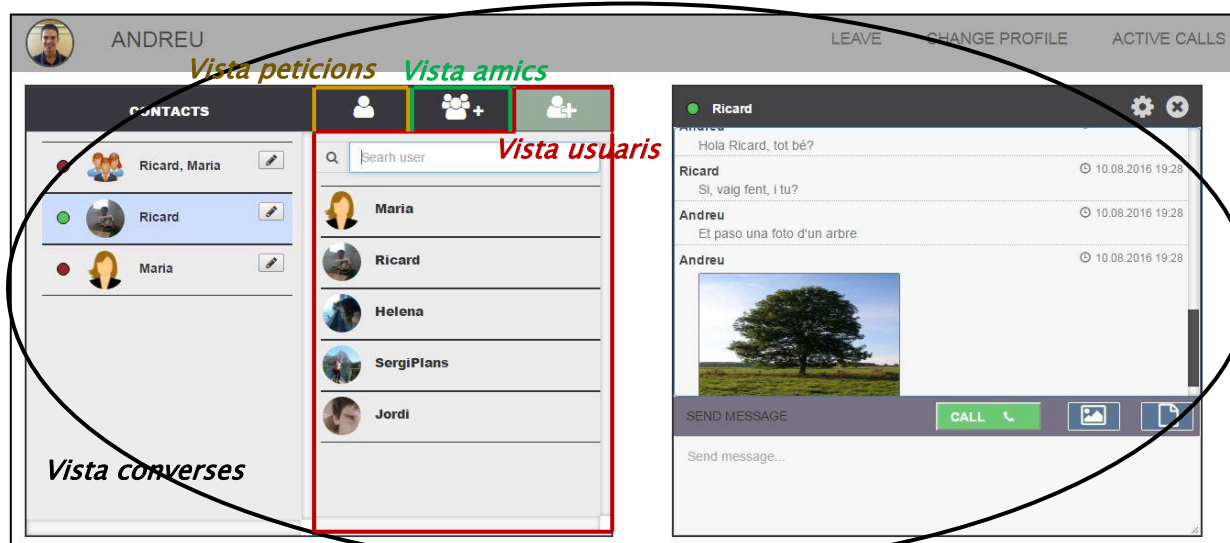 ANDREU
LEAVE
CHANGE PROFILE
ACTIVE CALLS
Vista peticions
Vista amics
CONTACTS
Vista usuaris
Searh user
Ricard, Maria
Ricard
Maria
Maria
Ricard
Helena
SergiPlans
Jordi
Vista converses
Ricard
Andreu
Hola Ricard, tot bé?
Ricard 10.08.2016 19:28
Si, vaig fent, i tu?
Andreu 10.08.2016 19:28
Et paso una foto d'un arbre
Andreu 10.08.2016 19:28
SEND MESSAGE
CALL
Send message...